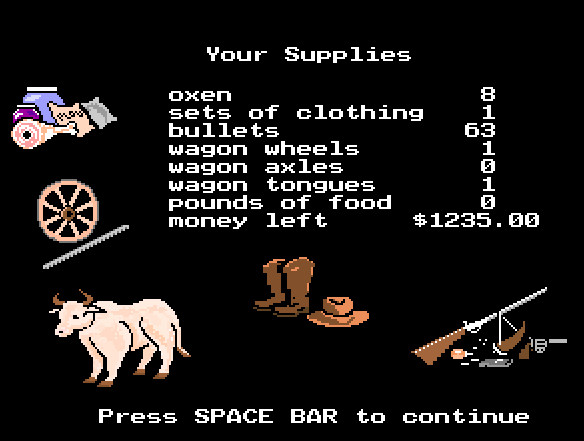 Your Supplies
oxen 8
sets of clothing 1
bullets 63
wagon wheels 1
wagon axles 0
wagon tongues 1
pounds of food 0
money left $1235.00
Press SPACE BAR to continue